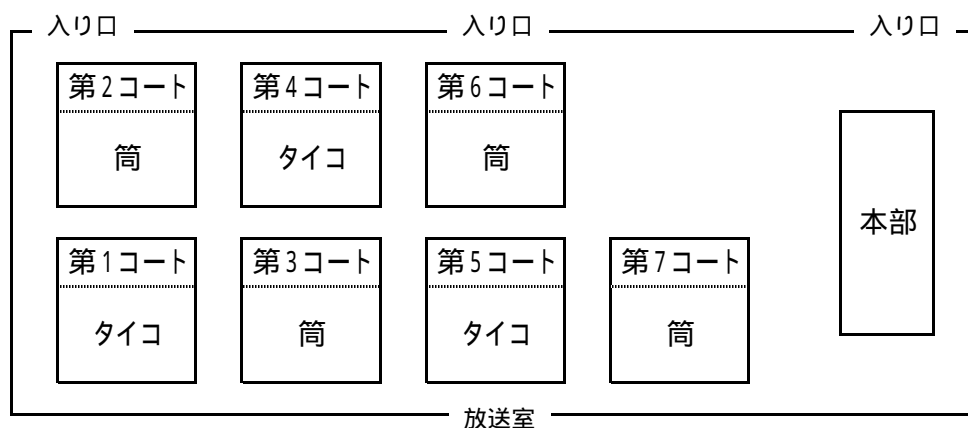 入り口 入り口 入り口
第2コート 第4コート 第6コート
筒 タイコ 筒
本部
第1コート 第3コート 第5コート 第7コート
タイコ 筒 タイコ 筒
放送室